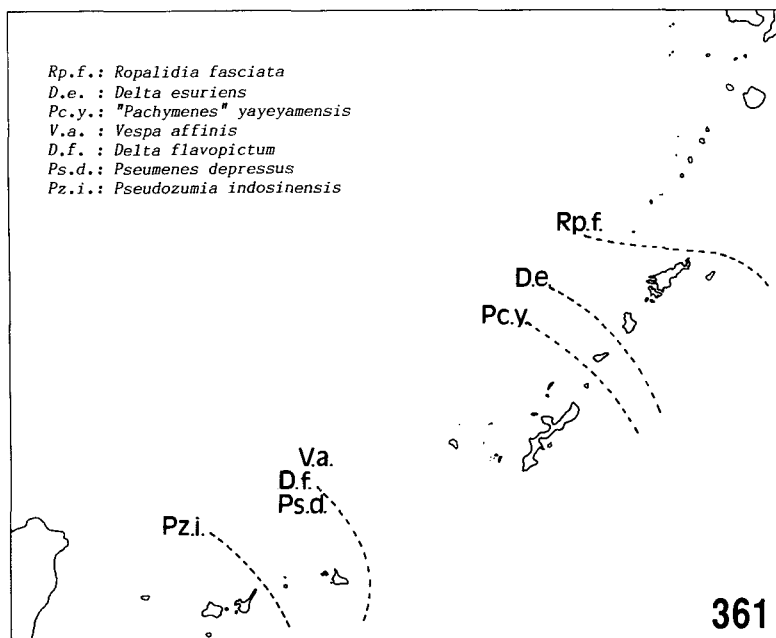 Rp.f.: Ropalidia fasciata
D.e. : Delta esuriens
Pc.y.: "Pachymenes" yayeyamensis
V.a. : Vespa affinis
D.f. : Delta flavopictum
Ps.d.: Pseumenes depressus
Pz.i.: Pseudozumia indosinensis
Rp.f.
D.e.
Pc.y.
V.a.
D.f.
Ps.d.
Pz.i.
361